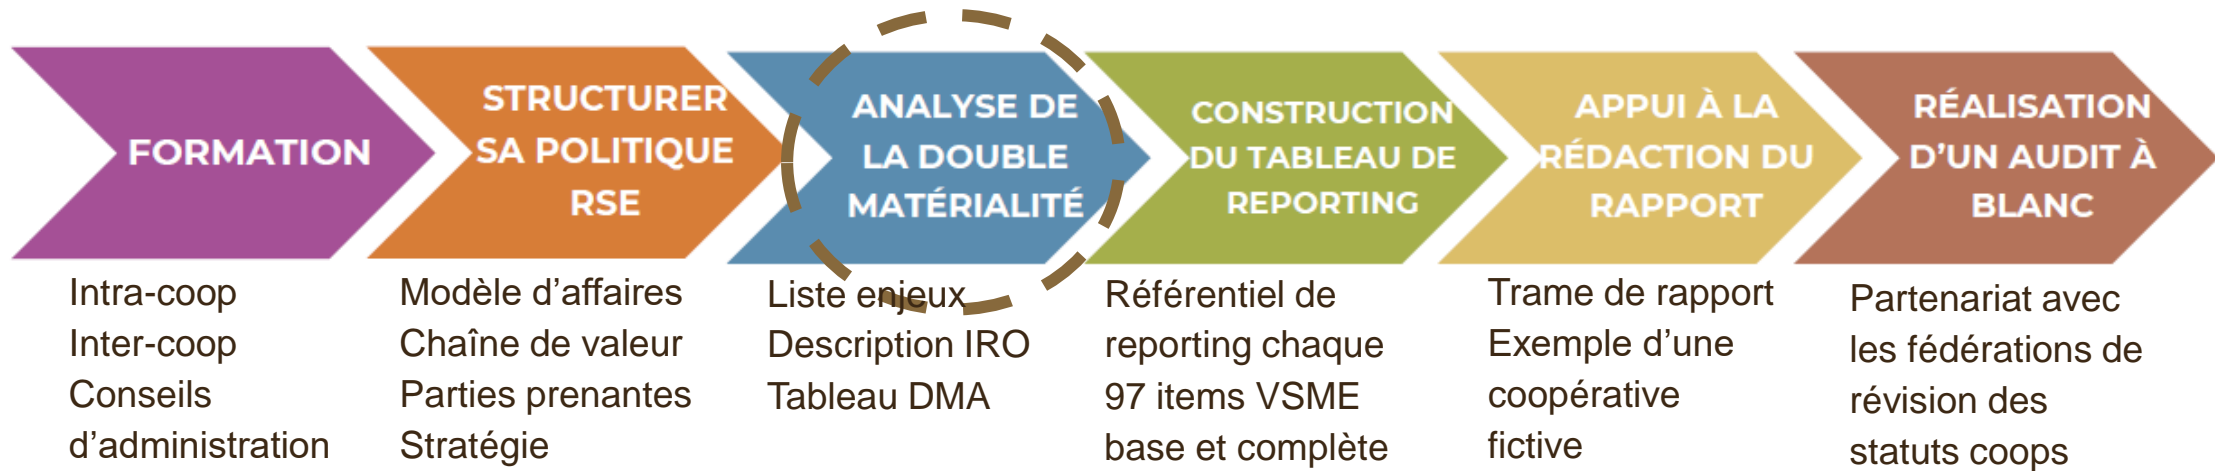 FORMATION
STRUCTURER
SA POLITIQUE
RSE
ANALYSE DE
LA DOUBLE
MATÉRIALITÉ
CONSTRUCTION
DU TABLEAU DE
REPORTING
APPUI À LA
RÉDACTION DU
RAPPORT
RÉALISATION
D'UN AUDIT À
BLANC
Intra-coop
Inter-coop
Conseils
d'administration
Modèle d'affaires
Chaîne de valeur
Parties prenantes
Stratégie
Liste enjeux
Description IRO
Tableau DMA
Référentiel de
reporting chaque
97 items VSME
base et complète
Trame de rapport
Exemple d'une
coopérative
fictive
Partenariat avec
les fédérations de
révision des
statuts coops